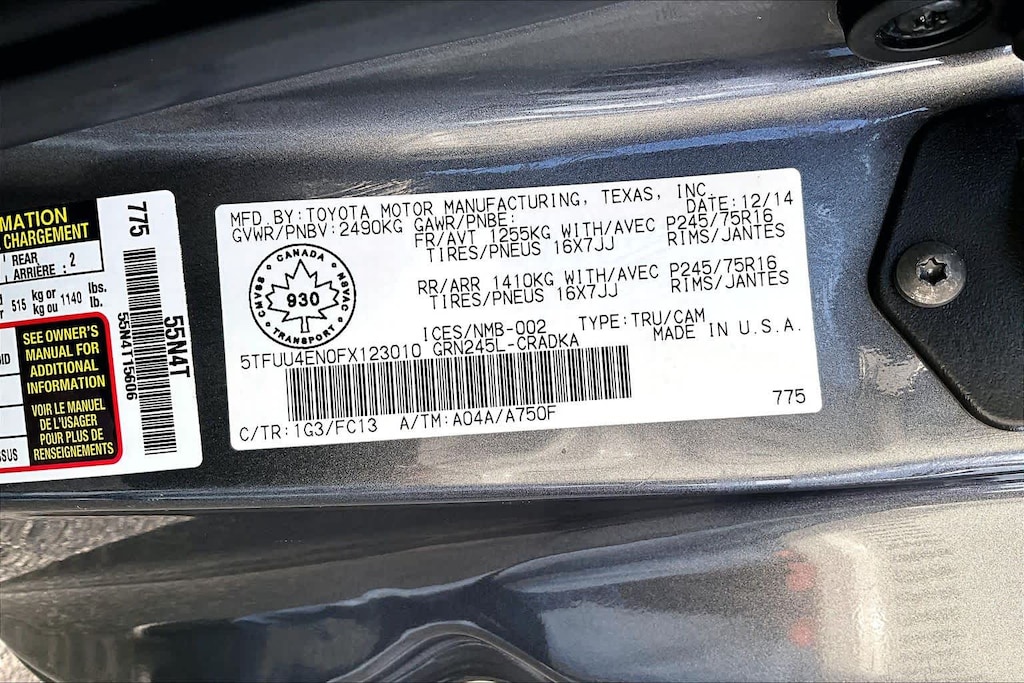 MATION
CHARGEMENT
REAR
ARRIÈRE : 2
515 kg or 1140 lbs.
kg ou lb.
SEE OWNER'S
MANUAL FOR
ADDITIONAL
INFORMATION
VOIR LE MANUEL
DE L'USAGER
POUR PLUS DE
RENSEIGNEMENTS
775
55N4T15606
55N4T
MFD.BY:TOYOTA MOTOR MANUFACTURING, TEXAS, INC.
GVWR/PNBV:2490KG GAWR/PNBE: DATE:12/14
FR/AVT 1255KG WITH/AVEC P245/75R16
TIRES/PNEUS 16X7JJ RIMS/JANTES
RR/ARR 1410KG WITH/AVEC P245/75R16
TIRES/PNEUS 16X7JJ RIMS/JANTES
CANADA
CMVSS
NSVAC
930
TRANSPORT
ICES/NMB-002 TYPE:TRU/CAM
5TFUU4EN0FX123010 GRN245L-CRADKA MADE IN U.S.A.
C/TR:1G3/FC13 A/TM:A04A/A750F
775